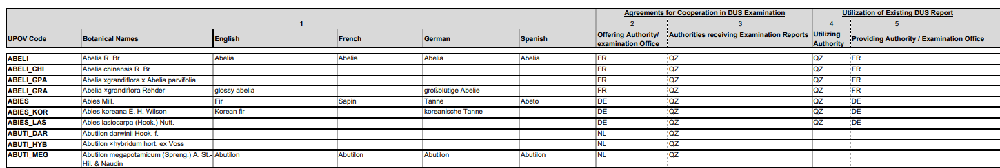 Agreements for Cooperation in DUS Examination Utilization of Existing DUS Report
1 2 3 4 5
UPOV Code Botanical Names English French German Spanish Offering Authority/ examination Office Authorities receiving Examination Reports Utilizing Authority Providing Authority / Examination Office
ABELI Abelia R. Br. Abelia Abelia Abelia Abelia FR QZ QZ FR
ABELI_CHI Abelia chinensis R. Br. FR QZ QZ FR
ABELI_GPA Abelia xgrandiflora x Abelia parvifolia FR QZ QZ FR
ABELI_GRA Abelia ×grandiflora Rehder glossy abelia großblütige Abelie FR QZ QZ FR
ABIES Abies Mill. Fir Sapin Tanne Abeto DE QZ QZ DE
ABIES_KOR Abies koreana E. H. Wilson Korean fir koreanische Tanne DE QZ QZ DE
ABIES_LAS Abies lasiocarpa (Hook.) Nutt. DE QZ QZ DE
ABUTI_DAR Abutilon darwinii Hook. f. NL QZ
ABUTI_HYB Abutilon ×hybridum hort. ex Voss NL QZ
ABUTI_MEG Abutilon megapotamicum (Spreng.) A. St.- Abutilon Abutilon Abutilon Abutilon NL QZ
Hil. & Naudin